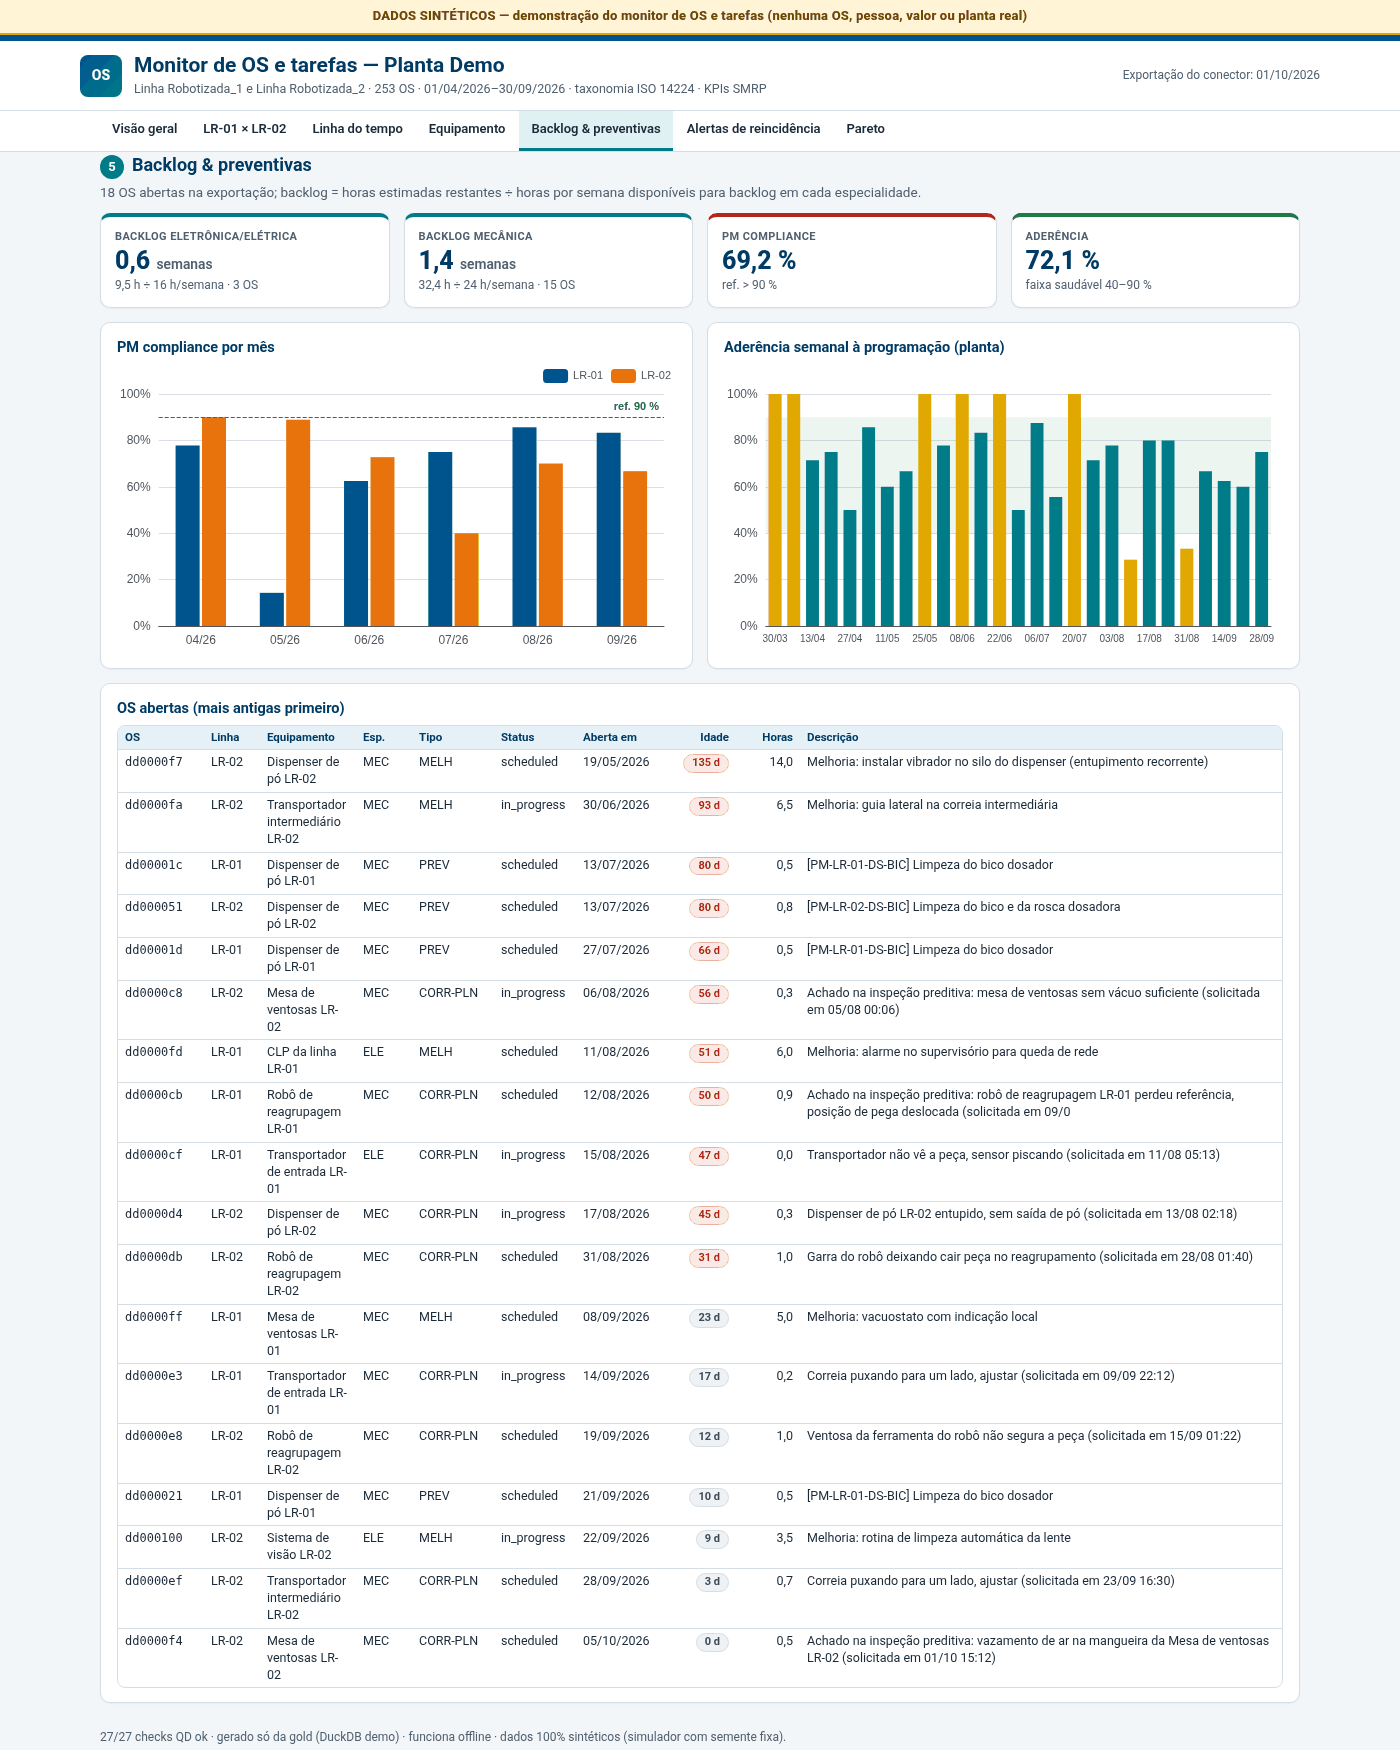 DADOS SINTÉTICOS — demonstração do monitor de OS e tarefas (nenhuma OS, pessoa, valor ou planta real)
OS
Monitor de OS e tarefas — Planta Demo
Linha Robotizada_1 e Linha Robotizada_2 · 253 OS · 01/04/2026–30/09/2026 · taxonomia ISO 14224 · KPIs SMRP
Exportação do conector: 01/10/2026
Visão geral LR-01 × LR-02 Linha do tempo Equipamento Backlog & preventivas Alertas de reincidência Pareto
5 Backlog & preventivas
18 OS abertas na exportação; backlog = horas estimadas restantes ÷ horas por semana disponíveis para backlog em cada especialidade.
BACKLOG ELETRÔNICA/ELÉTRICA
0,6 semanas
9,5 h ÷ 16 h/semana · 3 OS
BACKLOG MECÂNICA
1,4 semanas
32,4 h ÷ 24 h/semana · 15 OS
PM COMPLIANCE
69,2 %
ref. > 90 %
ADERÊNCIA
72,1 %
faixa saudável 40–90 %
PM compliance por mês
LR-01 LR-02
100%
ref. 90 %
80%
60%
40%
20%
0%
04/26 05/26 06/26 07/26 08/26 09/26
Aderência semanal à programação (planta)
100%
80%
60%
40%
20%
0%
30/03 13/04 27/04 11/05 25/05 08/06 22/06 06/07 20/07 03/08 17/08 31/08 14/09 28/09
OS abertas (mais antigas primeiro)
OS Linha Equipamento Esp. Tipo Status Aberta em Idade Horas Descrição
dd0000f7 LR-02 Dispenser de MEC MELH scheduled 19/05/2026 135 d 14,0 Melhoria: instalar vibrador no silo do dispenser (entupimento recorrente)
pó LR-02
dd0000fa LR-02 Transportador MEC MELH in_progress 30/06/2026 93 d 6,5 Melhoria: guia lateral na correia intermediária
intermediário
LR-02
dd00001c LR-01 Dispenser de MEC PREV scheduled 13/07/2026 80 d 0,5 [PM-LR-01-DS-BIC] Limpeza do bico dosador
pó LR-01
dd000051 LR-02 Dispenser de MEC PREV scheduled 13/07/2026 80 d 0,8 [PM-LR-02-DS-BIC] Limpeza do bico e da rosca dosadora
pó LR-02
dd00001d LR-01 Dispenser de MEC PREV scheduled 27/07/2026 66 d 0,5 [PM-LR-01-DS-BIC] Limpeza do bico dosador
pó LR-01
dd0000c8 LR-02 Mesa de MEC CORR-PLN in_progress 06/08/2026 56 d 0,3 Achado na inspeção preditiva: mesa de ventosas sem vácuo suficiente (solicitada
ventosas LR- em 05/08 00:06)
02
dd0000fd LR-01 CLP da linha ELE MELH scheduled 11/08/2026 51 d 6,0 Melhoria: alarme no supervisório para queda de rede
LR-01
dd0000cb LR-01 Robô de MEC CORR-PLN scheduled 12/08/2026 50 d 0,9 Achado na inspeção preditiva: robô de reagrupagem LR-01 perdeu referência,
reagrupagem posição de pega deslocada (solicitada em 09/0
LR-01
dd0000cf LR-01 Transportador ELE CORR-PLN in_progress 15/08/2026 47 d 0,0 Transportador não vê a peça, sensor piscando (solicitada em 11/08 05:13)
de entrada LR-
01
dd0000d4 LR-02 Dispenser de MEC CORR-PLN in_progress 17/08/2026 45 d 0,3 Dispenser de pó LR-02 entupido, sem saída de pó (solicitada em 13/08 02:18)
pó LR-02
dd0000db LR-02 Robô de MEC CORR-PLN scheduled 31/08/2026 31 d 1,0 Garra do robô deixando cair peça no reagrupamento (solicitada em 28/08 01:40)
reagrupagem
LR-02
dd0000ff LR-01 Mesa de MEC MELH scheduled 08/09/2026 23 d 5,0 Melhoria: vacuostato com indicação local
ventosas LR-
01
dd0000e3 LR-01 Transportador MEC CORR-PLN in_progress 14/09/2026 17 d 0,2 Correia puxando para um lado, ajustar (solicitada em 09/09 22:12)
de entrada LR-
01
dd0000e8 LR-02 Robô de MEC CORR-PLN scheduled 19/09/2026 12 d 1,0 Ventosa da ferramenta do robô não segura a peça (solicitada em 15/09 01:22)
reagrupagem
LR-02
dd000021 LR-01 Dispenser de MEC PREV scheduled 21/09/2026 10 d 0,5 [PM-LR-01-DS-BIC] Limpeza do bico dosador
pó LR-01
dd000100 LR-02 Sistema de ELE MELH in_progress 22/09/2026 9 d 3,5 Melhoria: rotina de limpeza automática da lente
visão LR-02
dd0000ef LR-02 Transportador MEC CORR-PLN scheduled 28/09/2026 3 d 0,7 Correia puxando para um lado, ajustar (solicitada em 23/09 16:30)
intermediário
LR-02
dd0000f4 LR-02 Mesa de MEC CORR-PLN scheduled 05/10/2026 0 d 0,5 Achado na inspeção preditiva: vazamento de ar na mangueira da Mesa de ventosas
ventosas LR- LR-02 (solicitada em 01/10 15:12)
02
27/27 checks QD ok · gerado só da gold (DuckDB demo) · funciona offline · dados 100% sintéticos (simulador com semente fixa).